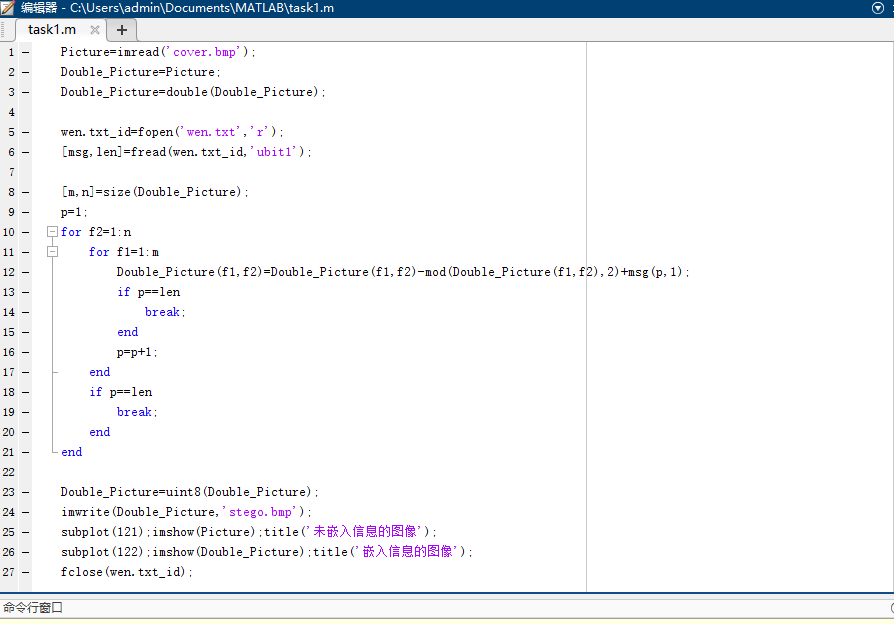 编辑器 - C:\Users\admin\Documents\MATLAB\task1.m
task1.m × +
1 — Picture=imread('cover.bmp');
2 — Double_Picture=Picture;
3 — Double_Picture=double(Double_Picture);
4
5 — wen.txt_id=fopen('wen.txt','r');
6 — [msg,len]=fread(wen.txt_id,'ubit1');
7
8 — [m,n]=size(Double_Picture);
9 — p=1;
10 — for f2=1:n
11 — for f1=1:m
12 — Double_Picture(f1,f2)=Double_Picture(f1,f2)-mod(Double_Picture(f1,f2),2)+msg(p,1);
13 — if p==len
14 — break;
15 — end
16 — p=p+1;
17 — end
18 — if p==len
19 — break;
20 — end
21 — end
22
23 — Double_Picture=uint8(Double_Picture);
24 — imwrite(Double_Picture,'stego.bmp');
25 — subplot(121);imshow(Picture);title('未嵌入信息的图像');
26 — subplot(122);imshow(Double_Picture);title('嵌入信息的图像');
27 — fclose(wen.txt_id);
命令行窗口